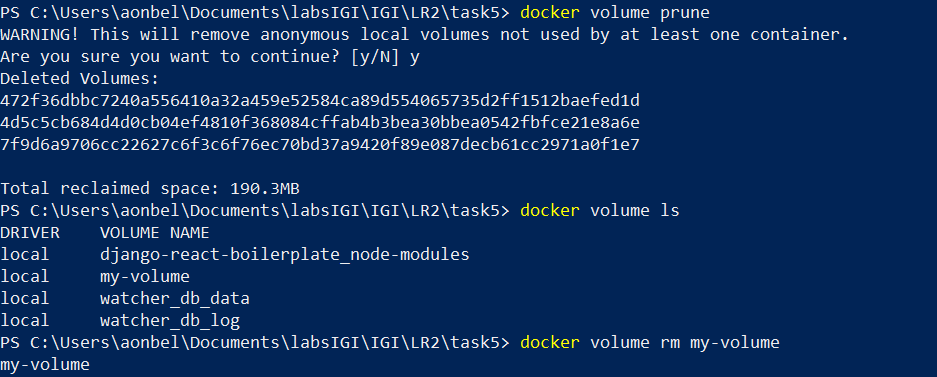 PS C:\Users\aonbel\Documents\labsIGI\IGI\LR2\task5> docker volume prune
WARNING! This will remove anonymous local volumes not used by at least one container.
Are you sure you want to continue? [y/N] y
Deleted Volumes:
472f36dbbc7240a556410a32a459e52584ca89d554065735d2ff1512baefed1d
4d5c5cb684d4d0cb04ef4810f368084cffab4b3bea30bbea0542fbfce21e8a6e
7f9d6a9706cc22627c6f3c6f76ec70bd37a9420f89e087decb61cc2971a0f1e7
Total reclaimed space: 190.3MB
PS C:\Users\aonbel\Documents\labsIGI\IGI\LR2\task5> docker volume ls
DRIVER    VOLUME NAME
local     django-react-boilerplate_node-modules
local     my-volume
local     watcher_db_data
local     watcher_db_log
PS C:\Users\aonbel\Documents\labsIGI\IGI\LR2\task5> docker volume rm my-volume
my-volume